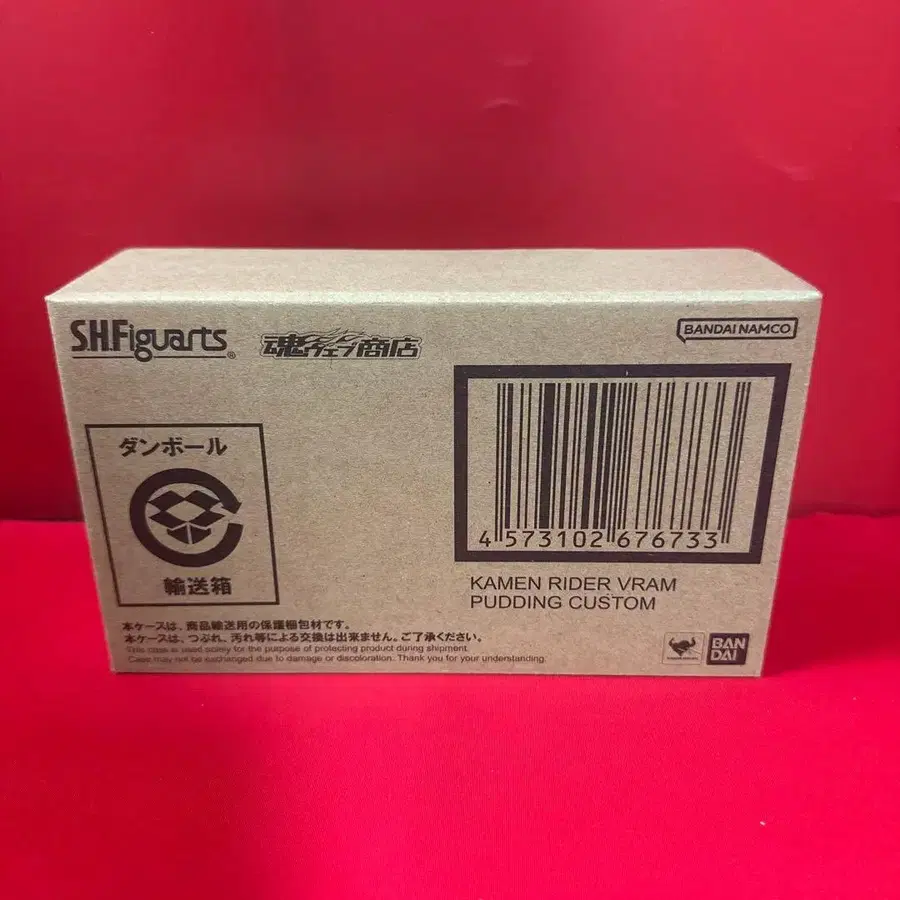 S.H.Figuarts®
魂ウェブ商店
BANDAI NAMCO
ダンボール
輸送箱
4 573102 676733
KAMEN RIDER VRAM
PUDDING CUSTOM
本ケースは、商品輸送用の保護梱包材です。
本ケースは、つぶれ、汚れ等による交換は出来ません。ご了承ください。
This case is used solely for the purpose of protecting product during shipment.
Case may not be exchanged due to damage or discoloration. Thank you for your understanding.
BAN
DAI